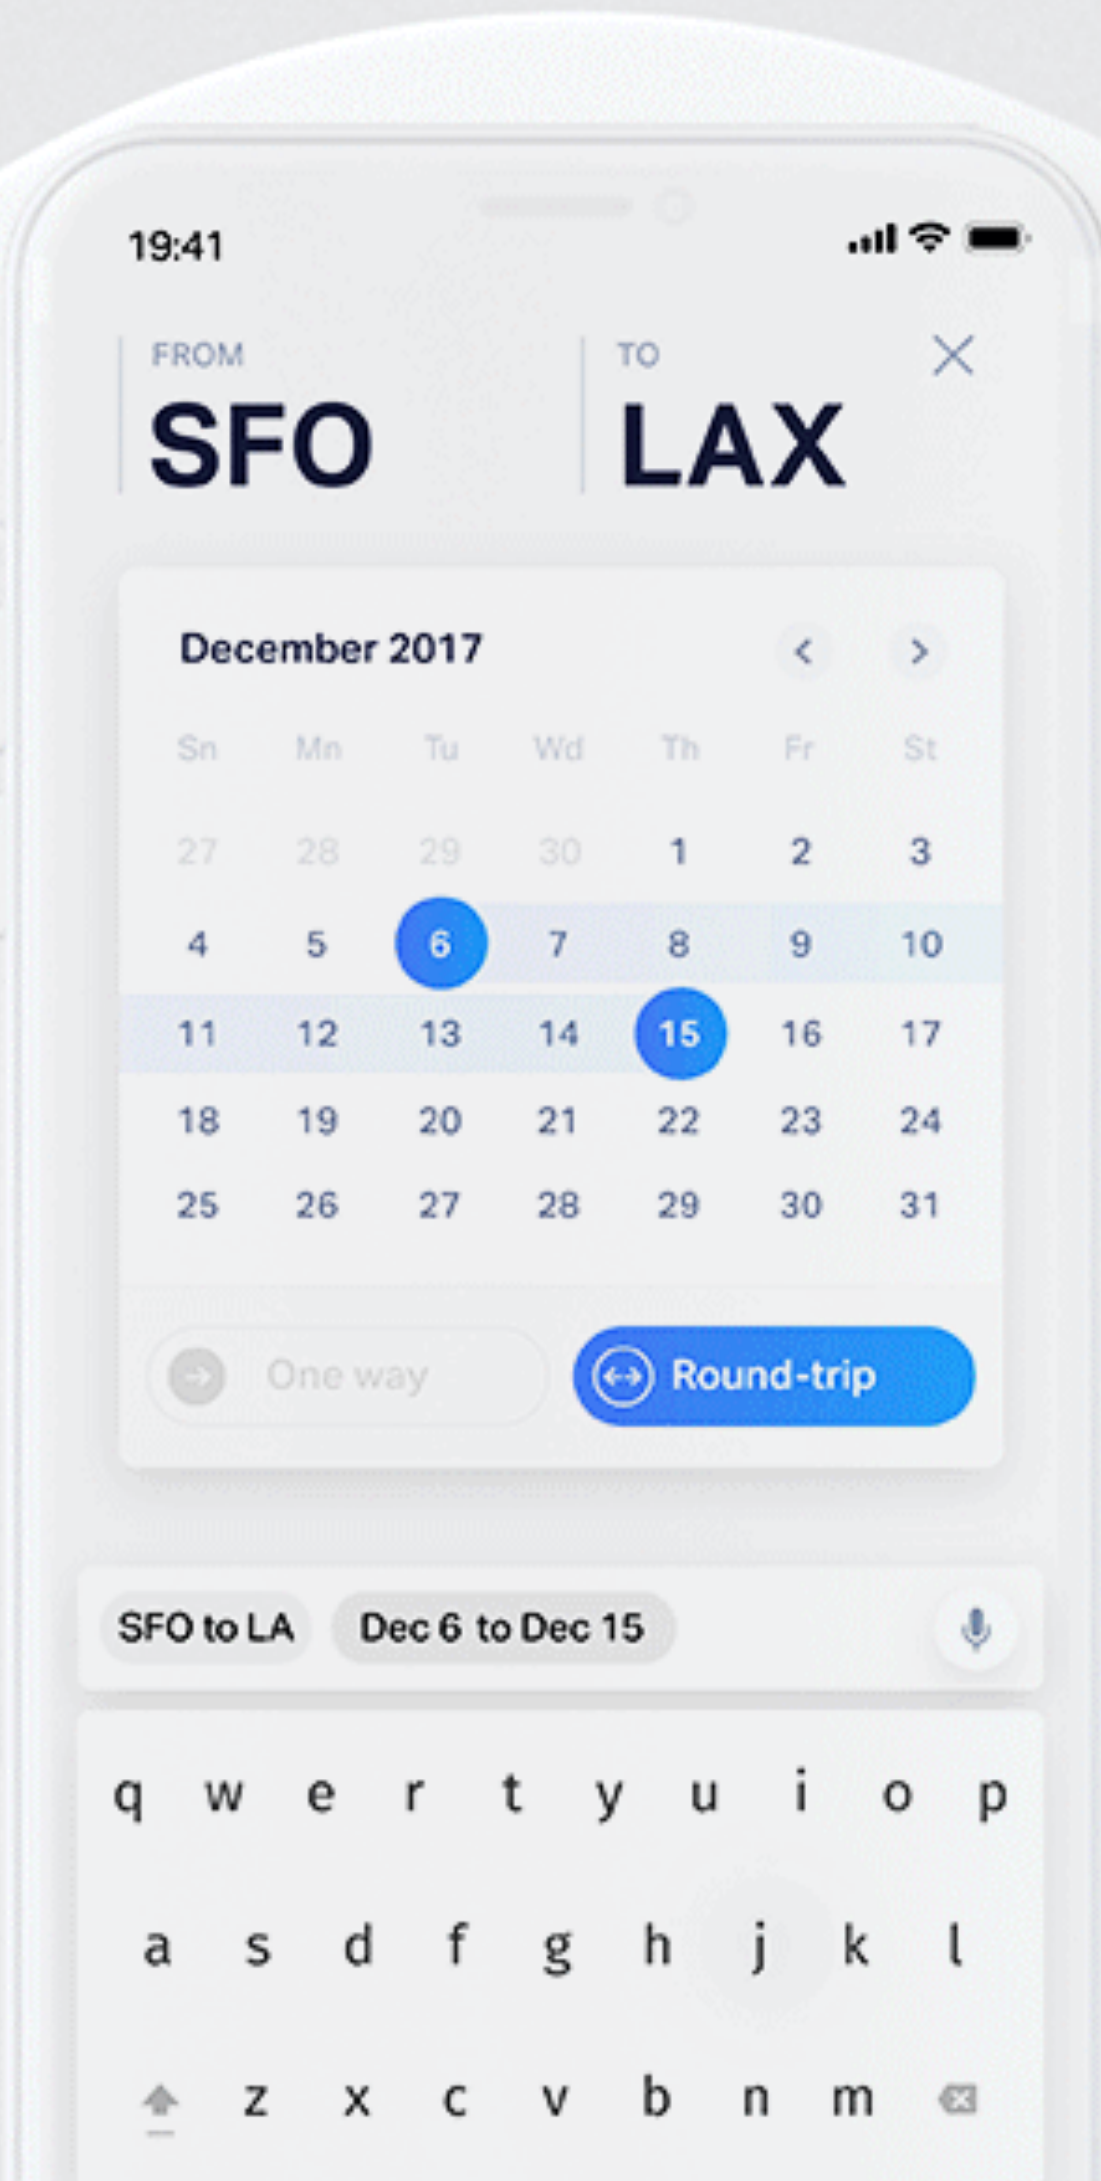 19:41
FROM TO
SFO LAX
December 2017
Sn Mn Tu Wd Th Fr St
27 28 29 30 1 2 3
4 5 6 7 8 9 10
11 12 13 14 15 16 17
18 19 20 21 22 23 24
25 26 27 28 29 30 31
One way Round-trip
SFO to LA Dec 6 to Dec 15
q w e r t y u i o p
a s d f g h j k l
z x c v b n m